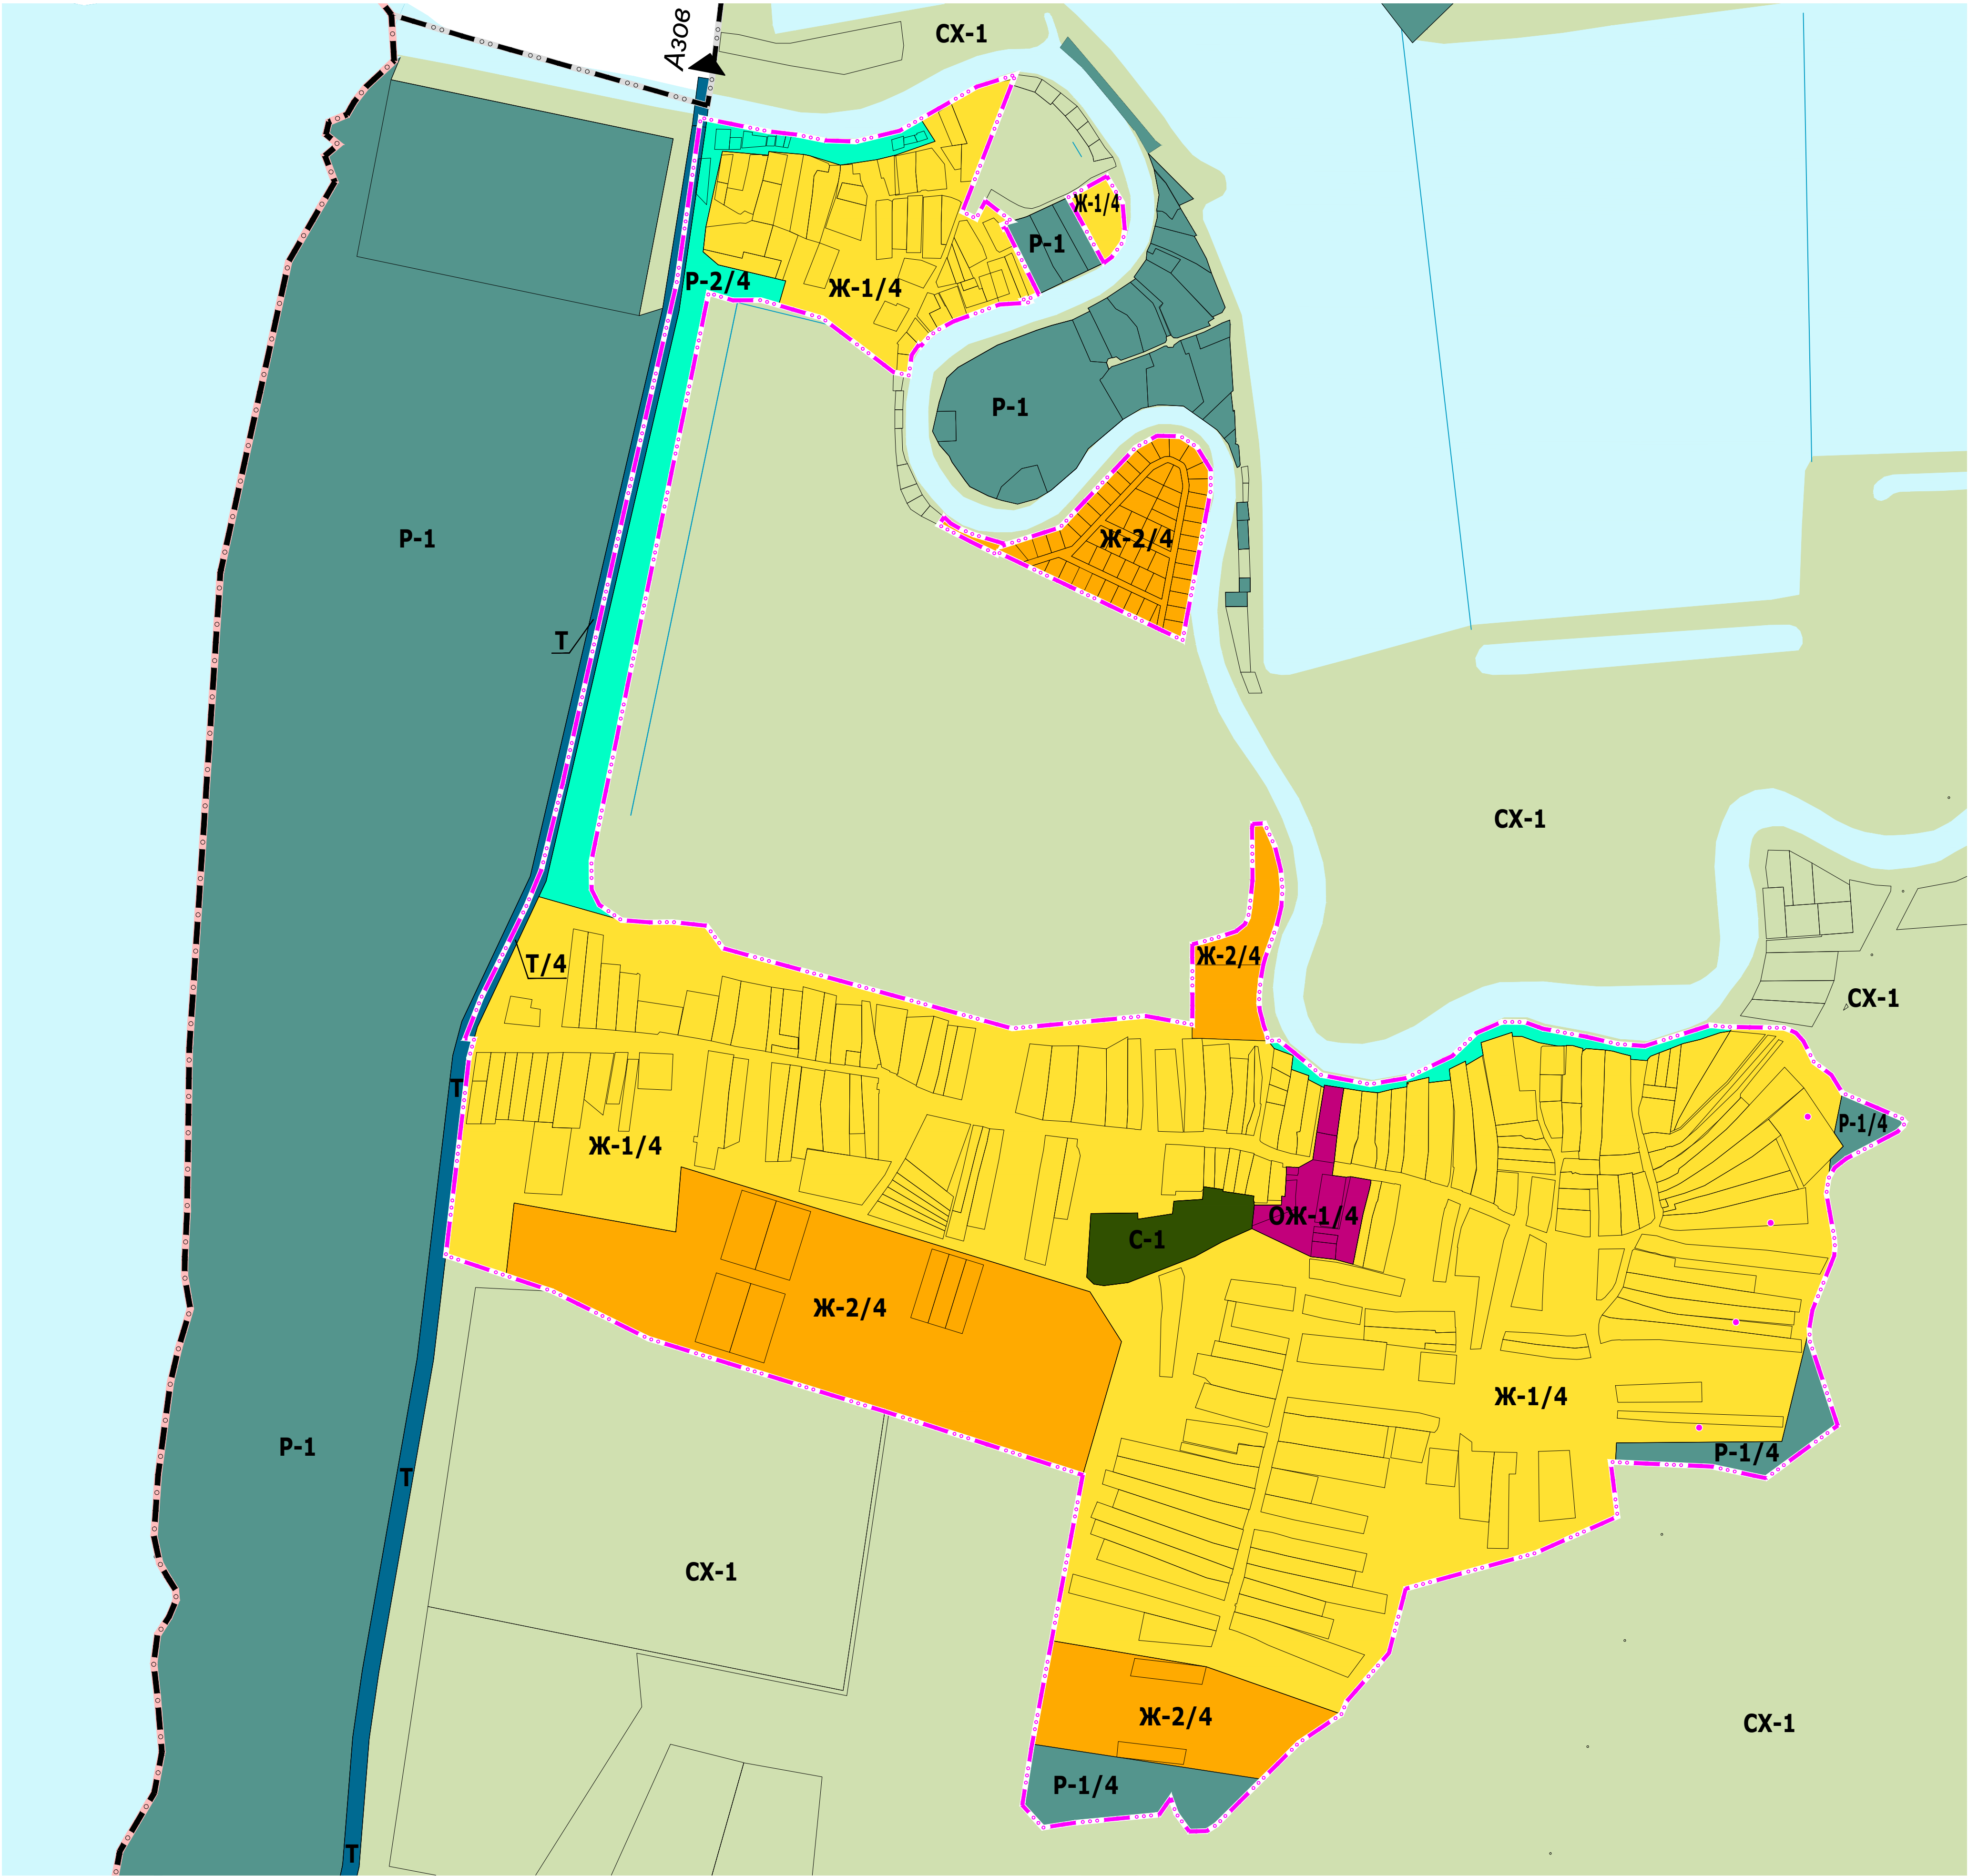 СХ-1
Азов
Ж-1/4
Р-1
Р-2/4
Ж-1/4
Р-1
Р-1
Ж-2/4
Т
СХ-1
Ж-2/4
Т/4
СХ-1
Т
Р-1/4
Ж-1/4
ОЖ-1/4
С-1
Ж-2/4
Ж-1/4
Р-1
Р-1/4
Т
СХ-1
Ж-2/4
СХ-1
Р-1/4
Т